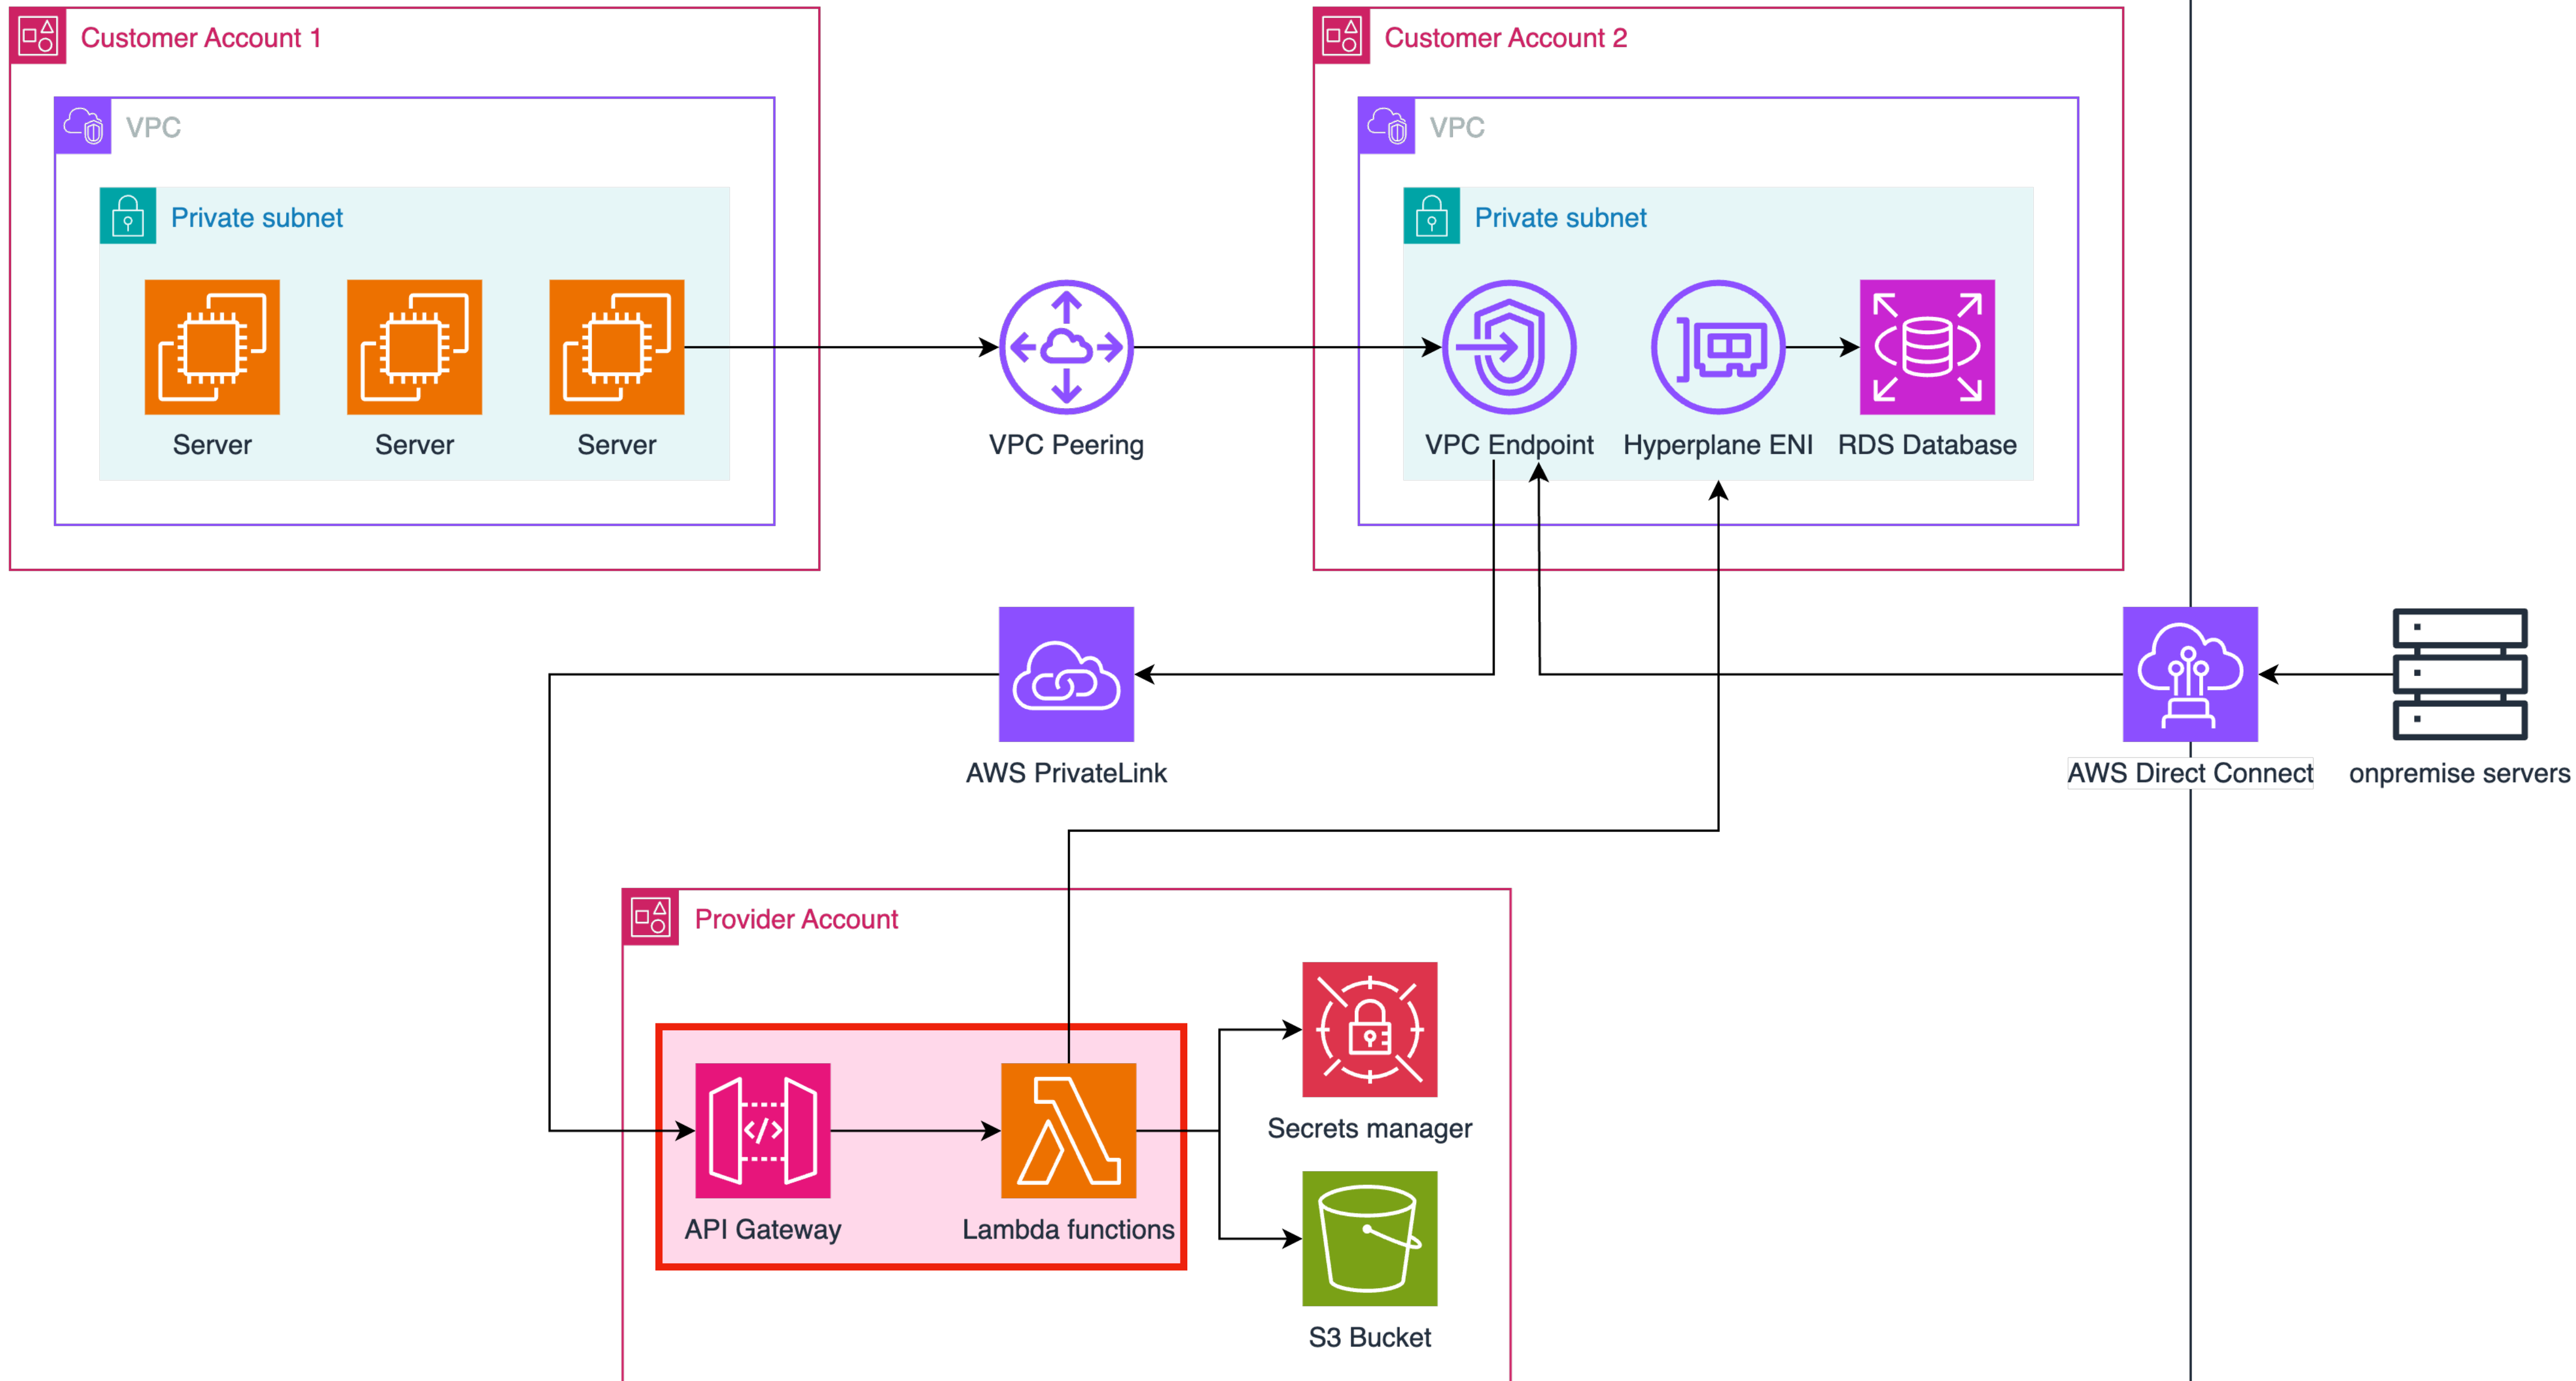 Customer Account 1
VPC
Private subnet
Server
Server
Server
VPC Peering
Customer Account 2
VPC
Private subnet
VPC Endpoint
Hyperplane ENI
RDS Database
AWS PrivateLink
AWS Direct Connect
onpremise servers
Provider Account
API Gateway
Lambda functions
Secrets manager
S3 Bucket